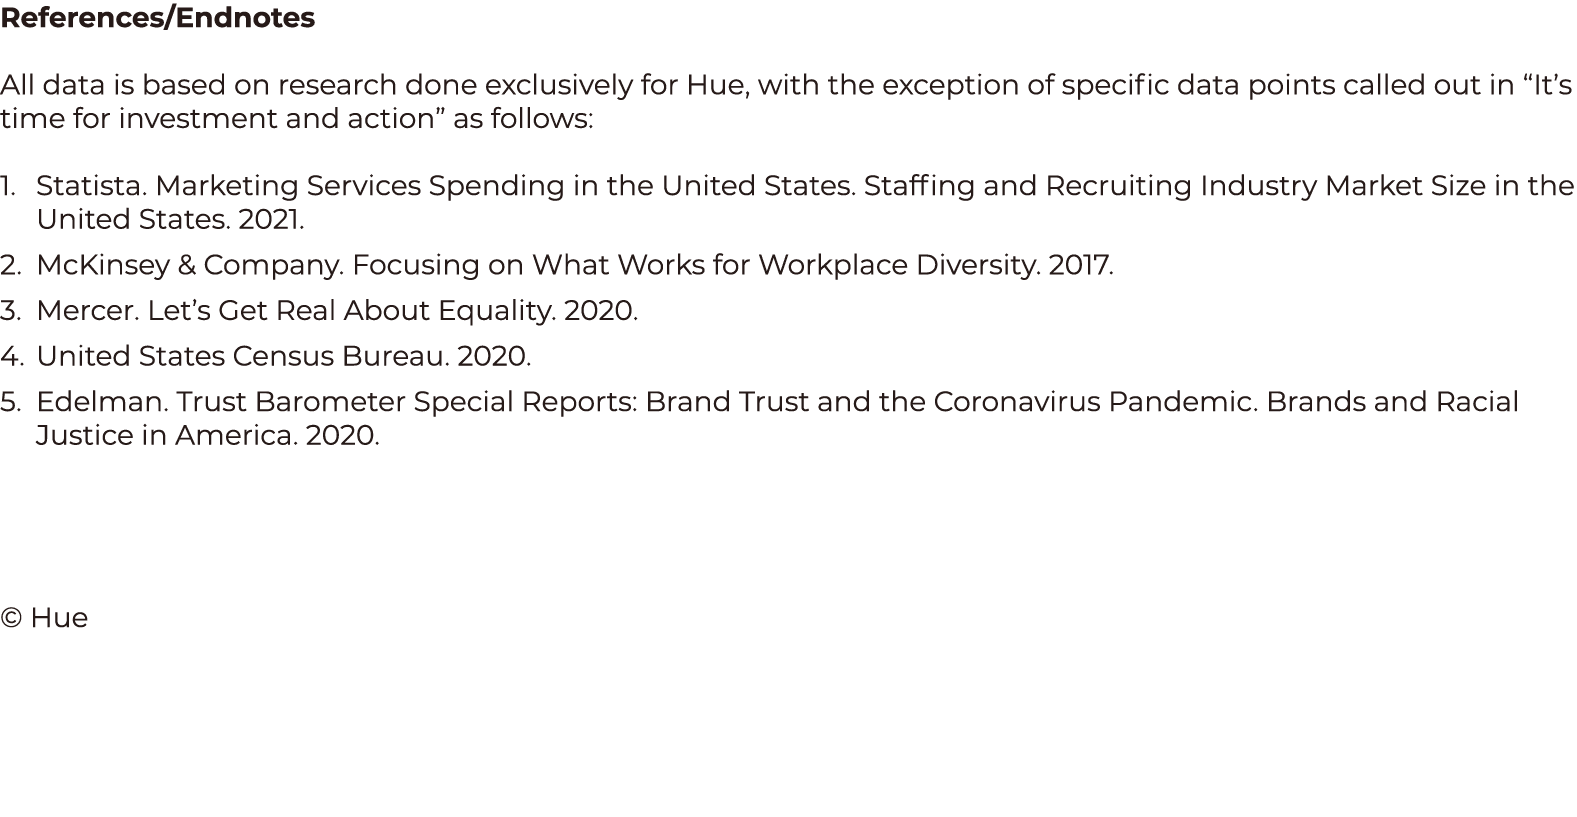 References/Endnotes
All data is based on research done exclusively for Hue, with the exception of specific data points called out in “It’s
time for investment and action” as follows:
1. Statista. Marketing Services Spending in the United States. Staffing and Recruiting Industry Market Size in the
United States. 2021.
2. McKinsey & Company. Focusing on What Works for Workplace Diversity. 2017.
3. Mercer. Let’s Get Real About Equality. 2020.
4. United States Census Bureau. 2020.
5. Edelman. Trust Barometer Special Reports: Brand Trust and the Coronavirus Pandemic. Brands and Racial
Justice in America. 2020.
© Hue